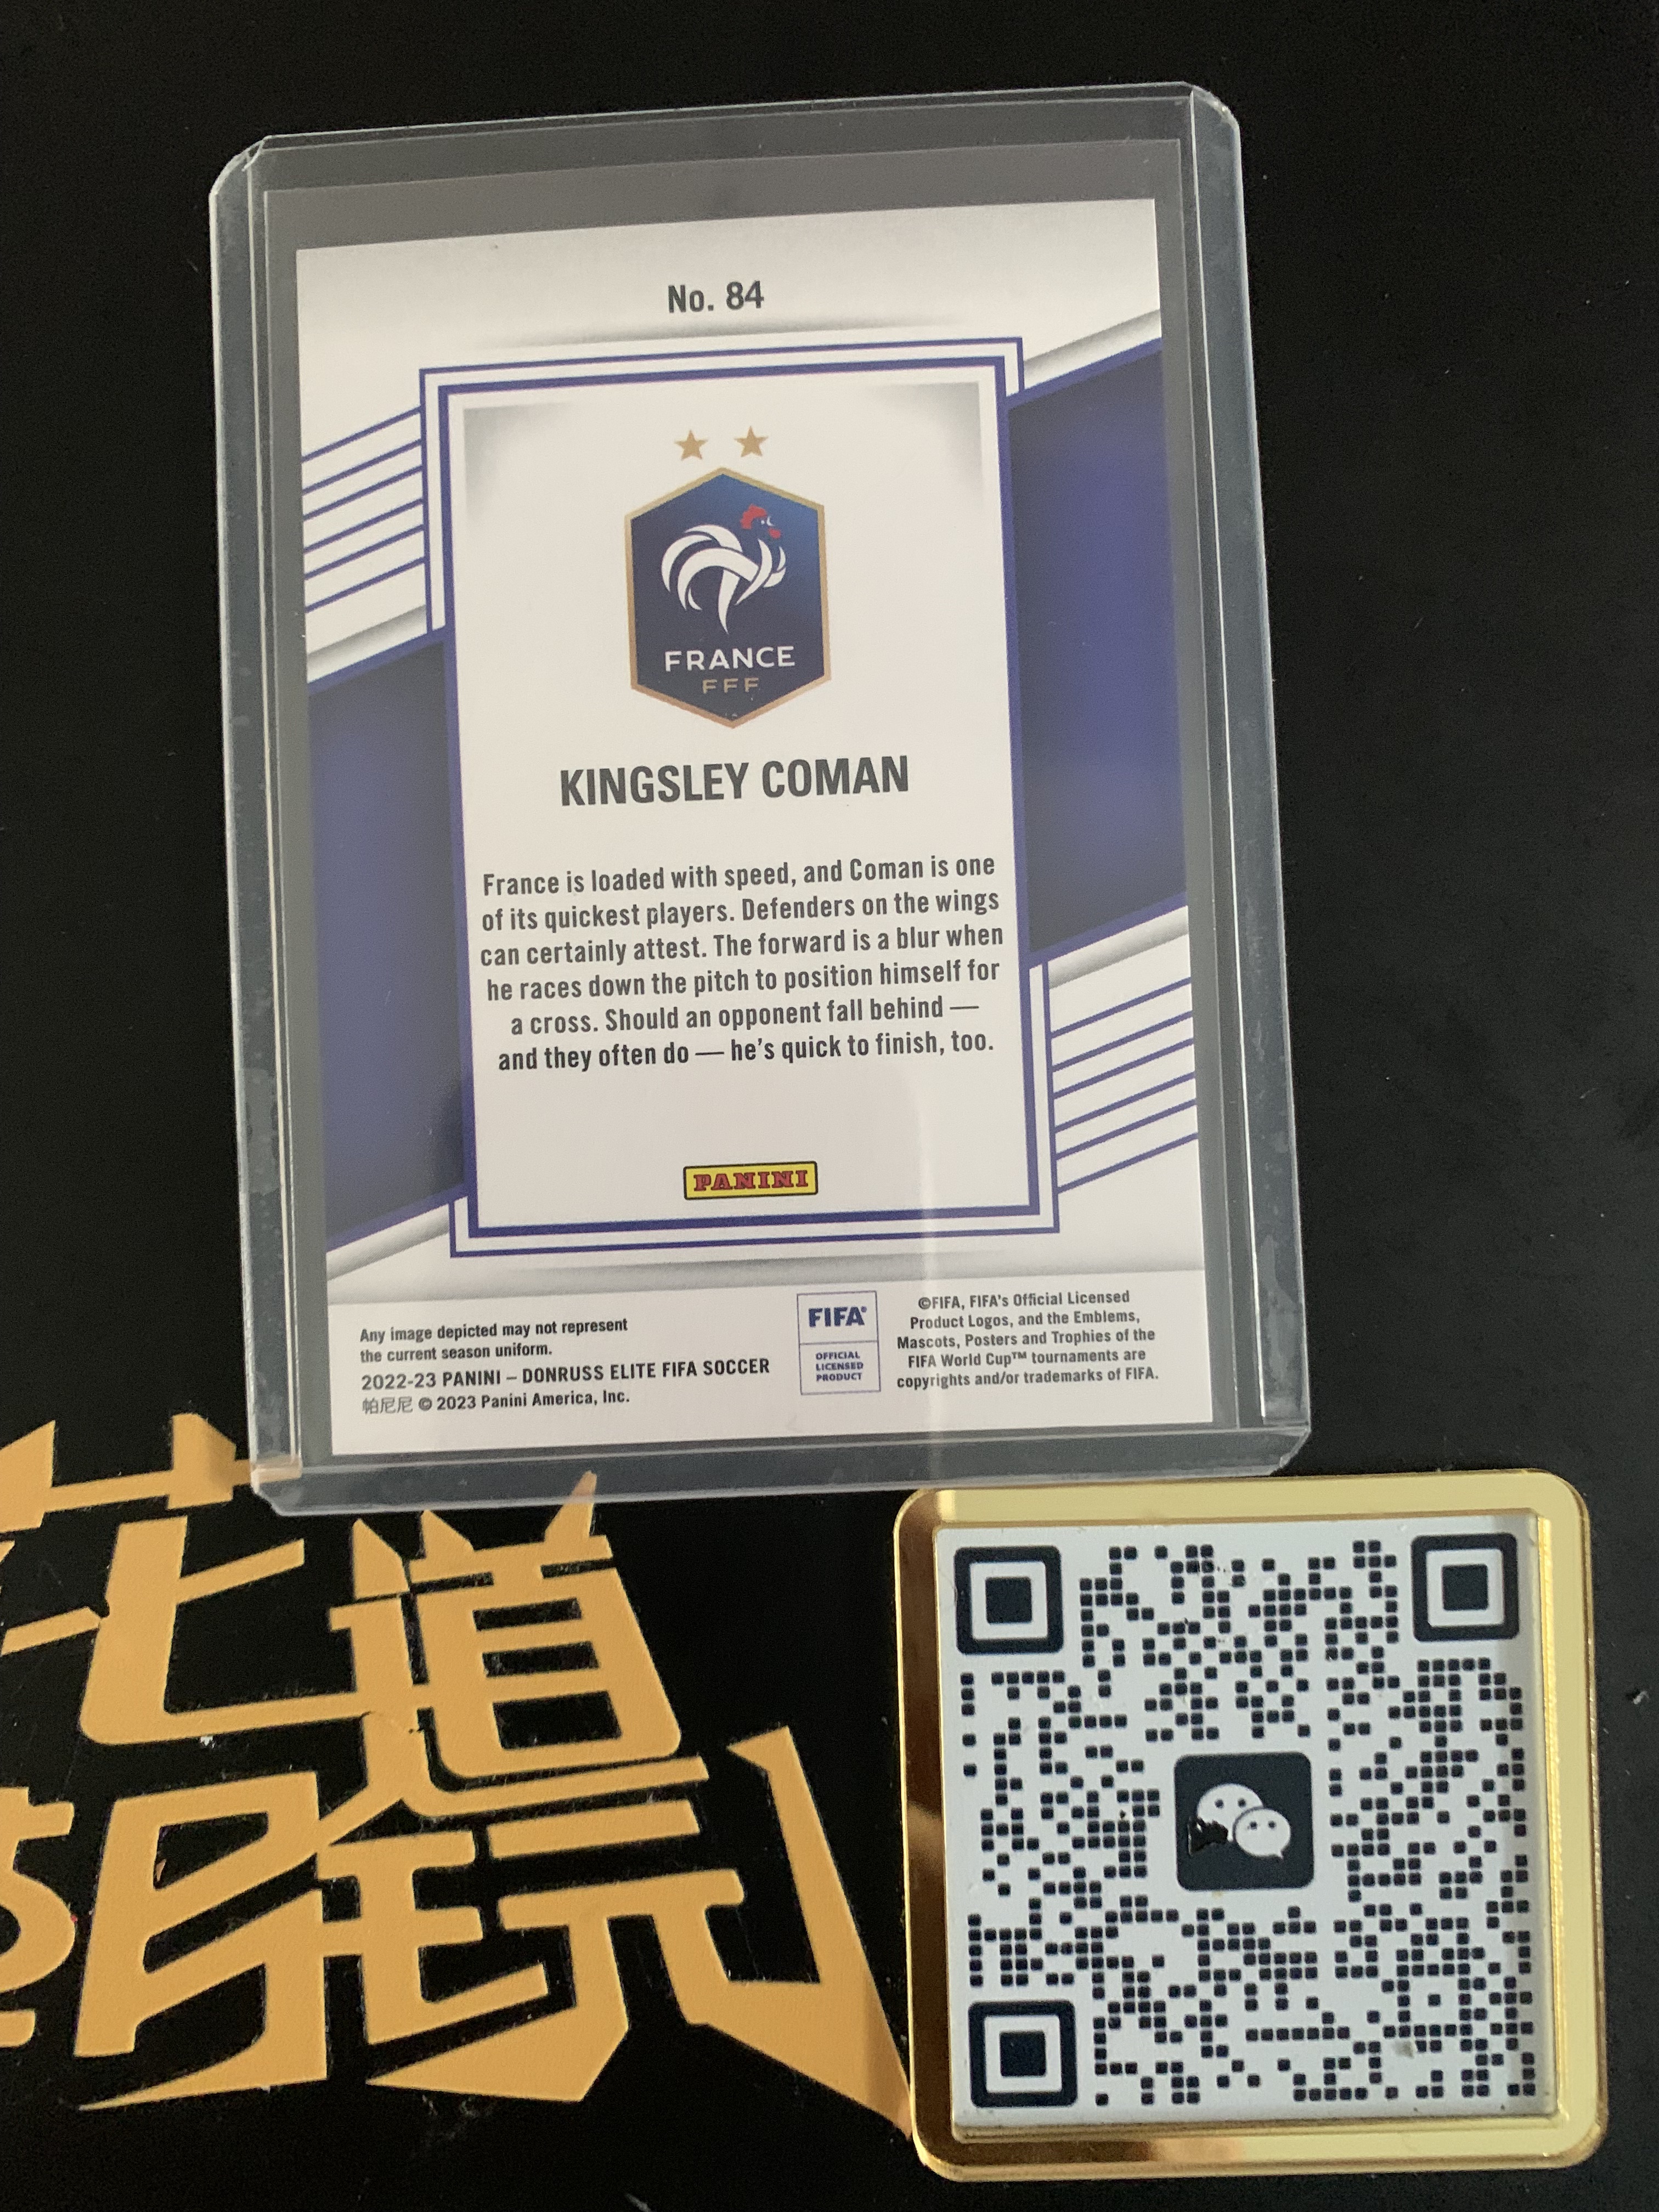 No. 84
FRANCE
FFF
KINGSLEY COMAN
France is loaded with speed, and Coman is one
of its quickest players. Defenders on the wings
can certainly attest. The forward is a blur when
he races down the pitch to position himself for
a cross. Should an opponent fall behind —
and they often do — he's quick to finish, too.
PANINI
Any image depicted may not represent
the current season uniform.
2022-23 PANINI – DONRUSS ELITE FIFA SOCCER
帕尼尼 © 2023 Panini America, Inc.
FIFA®
OFFICIAL
LICENSED
PRODUCT
©FIFA, FIFA's Official Licensed
Product Logos, and the Emblems,
Mascots, Posters and Trophies of the
FIFA World Cup™ tournaments are
copyrights and/or trademarks of FIFA.
道
玩